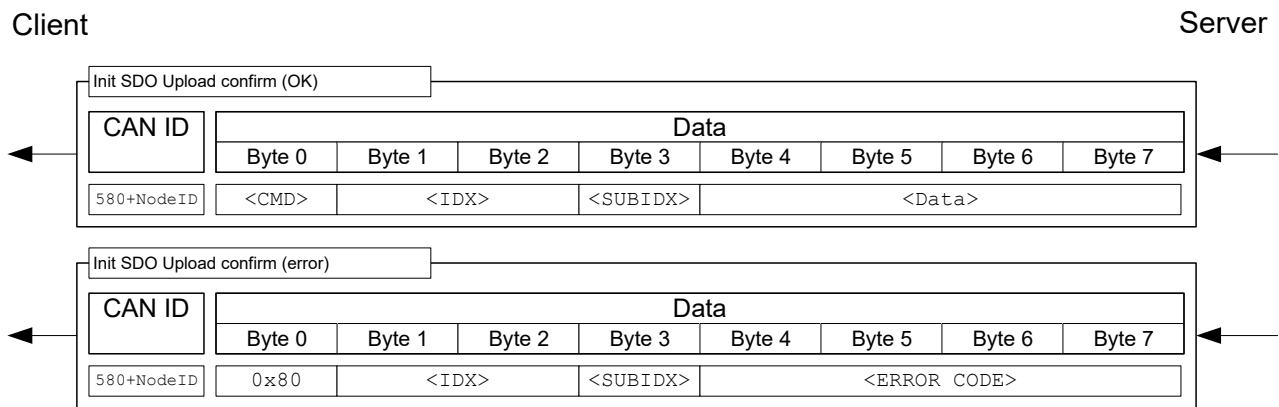 Client Server
Init SDO Upload confirm (OK)
CAN ID Data
Byte 0 Byte 1 Byte 2 Byte 3 Byte 4 Byte 5 Byte 6 Byte 7
580+NodeID <CMD> <IDX> <SUBIDX> <Data>
Init SDO Upload confirm (error)
CAN ID Data
Byte 0 Byte 1 Byte 2 Byte 3 Byte 4 Byte 5 Byte 6 Byte 7
580+NodeID 0x80 <IDX> <SUBIDX> <ERROR CODE>